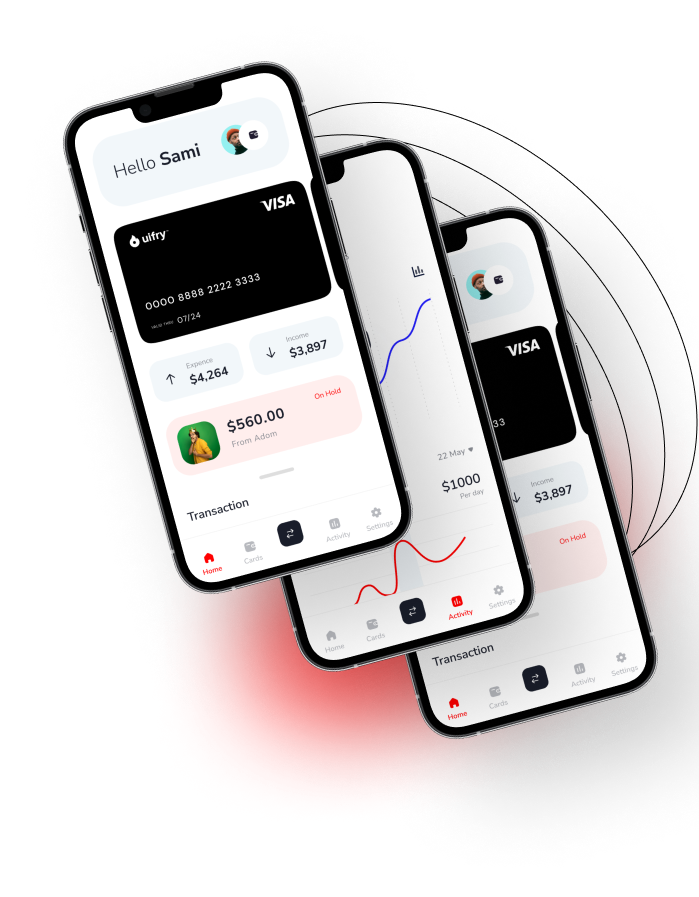 Hello Sami
VISA
uifry
0000 8888 2222 3333
VALID THRU 07/24
Expence
$4,264
Income
$3,897
On Hold
$560.00
From Adom
Transaction
Home
Cards
Activity
Settings
22 May
$1000
Per day
Home
Cards
Activity
Settings
VISA
33
Income
$3,897
On Hold
Transaction
Home
Cards
Activity
Settings